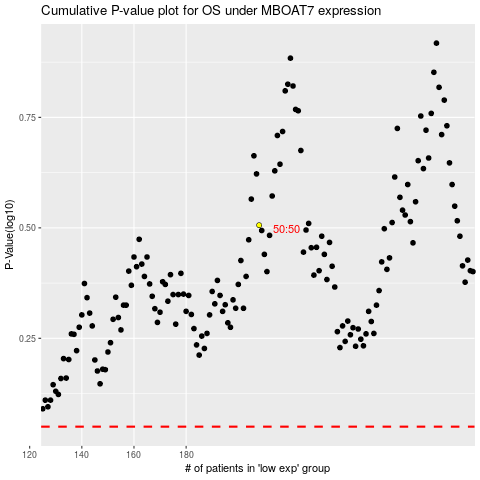 Cumulative P-value plot for OS under MBOAT7 expression
P-Value(log10)
0.75
0.50
0.25
50:50
120 140 160 180
# of patients in 'low exp' group